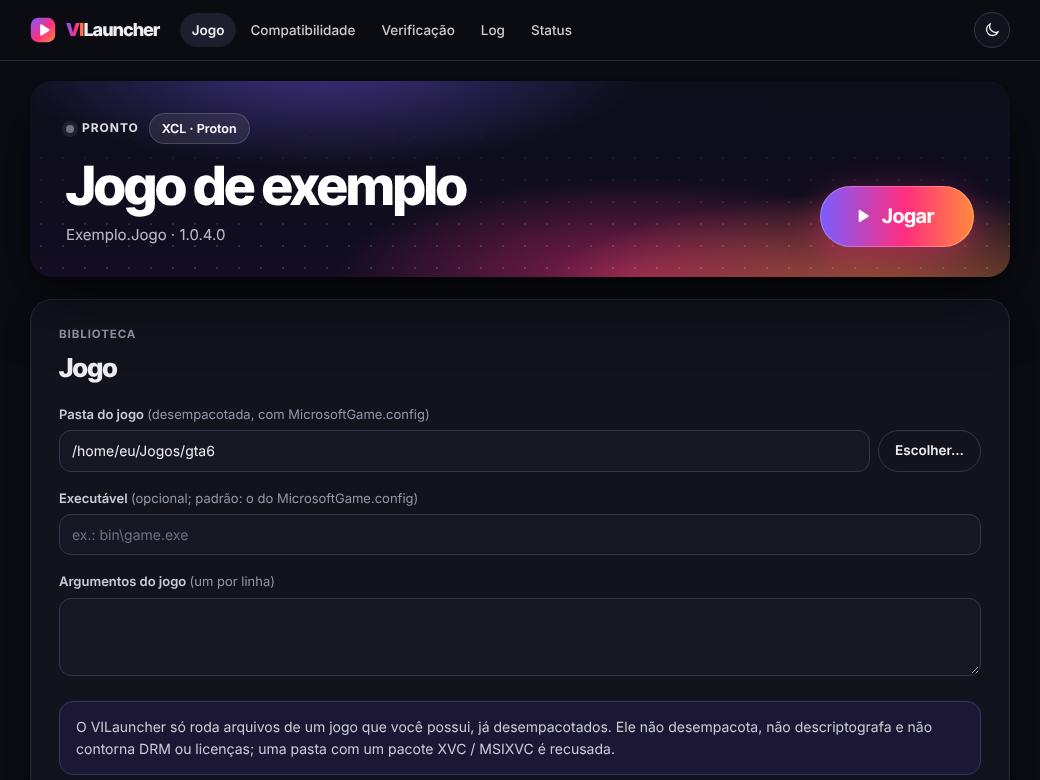 VILauncher Jogo Compatibilidade Verificação Log Status
PRONTO XCL · Proton
Jogo de exemplo
Exemplo.Jogo · 1.0.4.0
Jogar
BIBLIOTECA
Jogo
Pasta do jogo (desempacotada, com MicrosoftGame.config)
/home/eu/Jogos/gta6 Escolher...
Executável (opcional; padrão: o do MicrosoftGame.config)
ex.: bin\game.exe
Argumentos do jogo (um por linha)
O VILauncher só roda arquivos de um jogo que você possui, já desempacotados. Ele não desempacota, não descriptografa e não
contorna DRM ou licenças; uma pasta com um pacote XVC / MSIXVC é recusada.